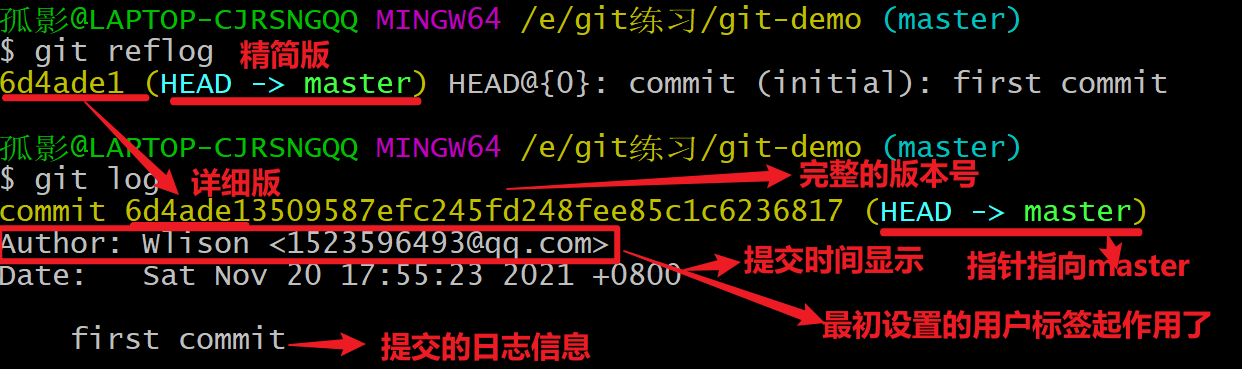 孤影@LAPTOP-CJRSNGQQ MINGW64 /e/git练习/git-demo (master)
$ git reflog 精简版
6d4ade1 (HEAD -> master) HEAD@{0}: commit (initial): first commit
孤影@LAPTOP-CJRSNGQQ MINGW64 /e/git练习/git-demo (master)
$ git log 详细版 完整的版本号
commit 6d4ade13509587efc245fd248fee85c1c6236817 (HEAD -> master)
Author: Wlison <1523596493@qq.com>
提交时间显示 指针指向master
Date:   Sat Nov 20 17:55:23 2021 +0800
最初设置的用户标签起作用了
first commit 提交的日志信息